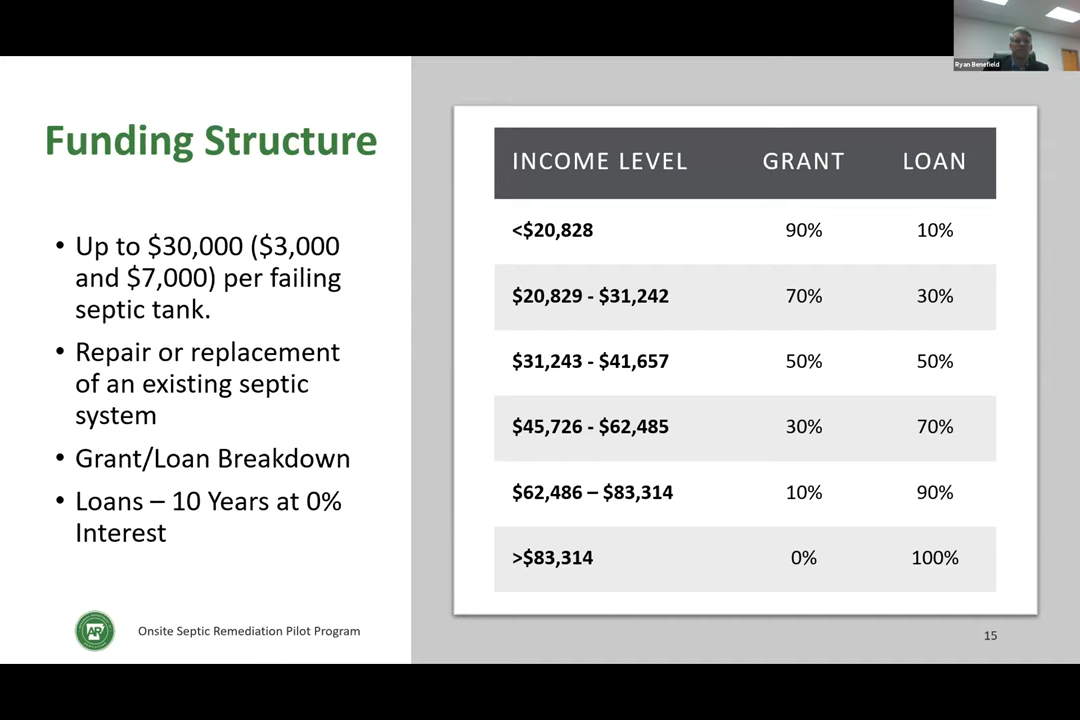 Ryan Benefield
Funding Structure
• Up to $30,000 ($3,000
and $7,000) per failing
septic tank.
• Repair or replacement
of an existing septic
system
• Grant/Loan Breakdown
• Loans – 10 Years at 0%
Interest
INCOME LEVEL GRANT LOAN
<$20,828 90% 10%
$20,829 - $31,242 70% 30%
$31,243 - $41,657 50% 50%
$45,726 - $62,485 30% 70%
$62,486 – $83,314 10% 90%
>$83,314 0% 100%
AR
Onsite Septic Remediation Pilot Program
15